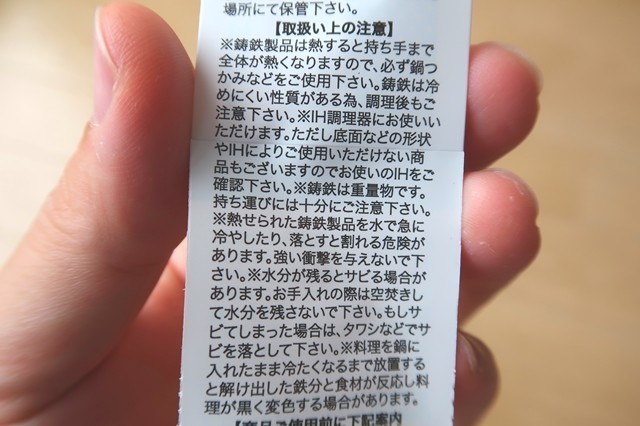 場所にて保管下さい。
【取扱い上の注意】
※鋳鉄製品は熱すると持ち手まで
全体が熱くなりますので、必ず鍋つ
かみなどをご使用下さい。鋳鉄は冷
めにくい性質がある為、調理後もご
注意下さい。※IH調理器にお使いい
ただけます。ただし底面などの形状
やIHによりご使用いただけない商
品もございますのでお使いのIHをご
確認下さい。※鋳鉄は重量物です。
持ち運びには十分にご注意下さい。
※熱せられた鋳鉄製品を水で急に
冷やしたり、落とすと割れる危険が
あります。強い衝撃を与えないで下
さい。※水分が残るとサビる場合が
あります。お手入れの際は空焚きし
て水分を残さないで下さい。もしサ
ビてしまった場合は、タワシなどでサ
ビを落として下さい。※料理を鍋に
入れたまま冷たくなるまで放置する
と解け出した鉄分と食材が反応し料
理が黒く変色する場合があります。
【商品ご使用前に下記案内